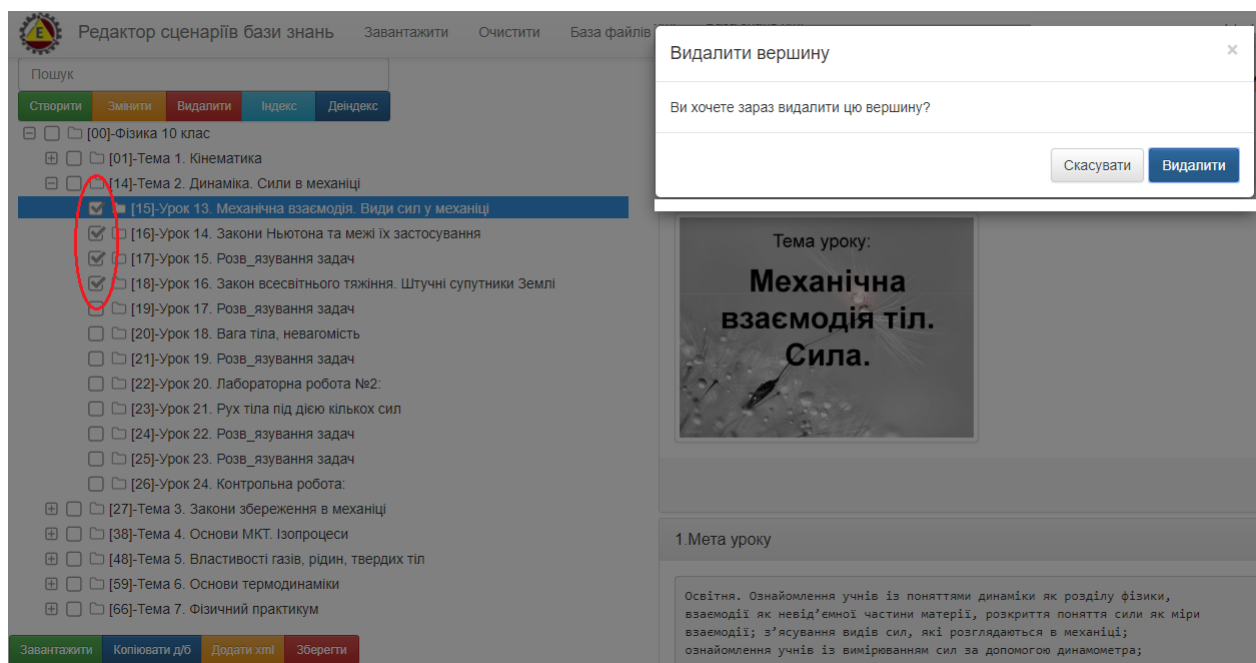 Редактор сценаріїв бази знань Завантажити Очистити База файлів
Пошук
Створити Змінити Видалити Індекс Деіндекс
[00]-Фізика 10 клас
[01]-Тема 1. Кінематика
[14]-Тема 2. Динаміка. Сили в механіці
[15]-Урок 13. Механічна взаємодія. Види сил у механіці
[16]-Урок 14. Закони Ньютона та межі їх застосування
[17]-Урок 15. Розв_язування задач
[18]-Урок 16. Закон всесвітнього тяжіння. Штучні супутники Землі
[19]-Урок 17. Розв_язування задач
[20]-Урок 18. Вага тіла, невагомість
[21]-Урок 19. Розв_язування задач
[22]-Урок 20. Лабораторна робота №2:
[23]-Урок 21. Рух тіла під дією кількох сил
[24]-Урок 22. Розв_язування задач
[25]-Урок 23. Розв_язування задач
[26]-Урок 24. Контрольна робота:
[27]-Тема 3. Закони збереження в механіці
[38]-Тема 4. Основи МКТ. Ізопроцеси
[48]-Тема 5. Властивості газів, рідин, твердих тіл
[59]-Тема 6. Основи термодинаміки
[66]-Тема 7. Фізичний практикум
Завантажити Копіювати д/б Додати xml Зберегти
Видалити вершину ×
Ви хочете зараз видалити цю вершину?
Скасувати Видалити
Тема уроку:
Механічна
взаємодія тіл.
Сила.
1.Мета уроку
Освітня. Ознайомлення учнів із поняттями динаміки як розділу фізики,
взаємодії як невід’ємної частини матерії, розкриття поняття сили як міри
взаємодії; з’ясування видів сил, які розглядаються в механіці;
ознайомлення учнів із вимірюванням сил за допомогою динамометра;